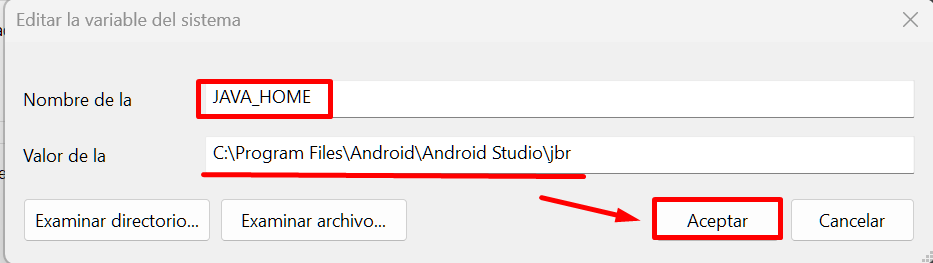 Editar la variable del sistema
Nombre de la
JAVA_HOME
Valor de la
C:\Program Files\Android\Android Studio\jbr
Examinar directorio...
Examinar archivo...
Aceptar
Cancelar